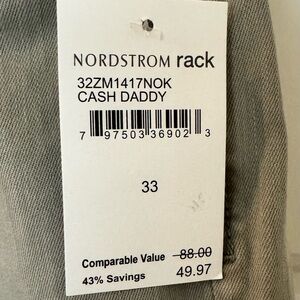 NORDSTROM rack
32ZM1417NOK
CASH DADDY
7 97503 36902 3
33
Comparable Value 88.00
43% Savings 49.97